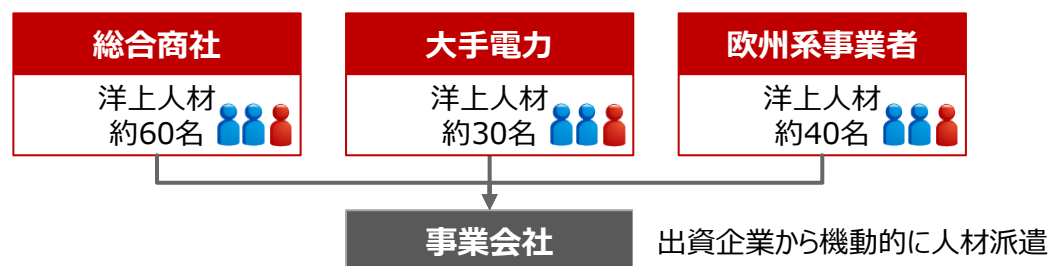 総合商社
洋上人材
約60名
大手電力
洋上人材
約30名
欧州系事業者
洋上人材
約40名
事業会社
出資企業から機動的に人材派遣